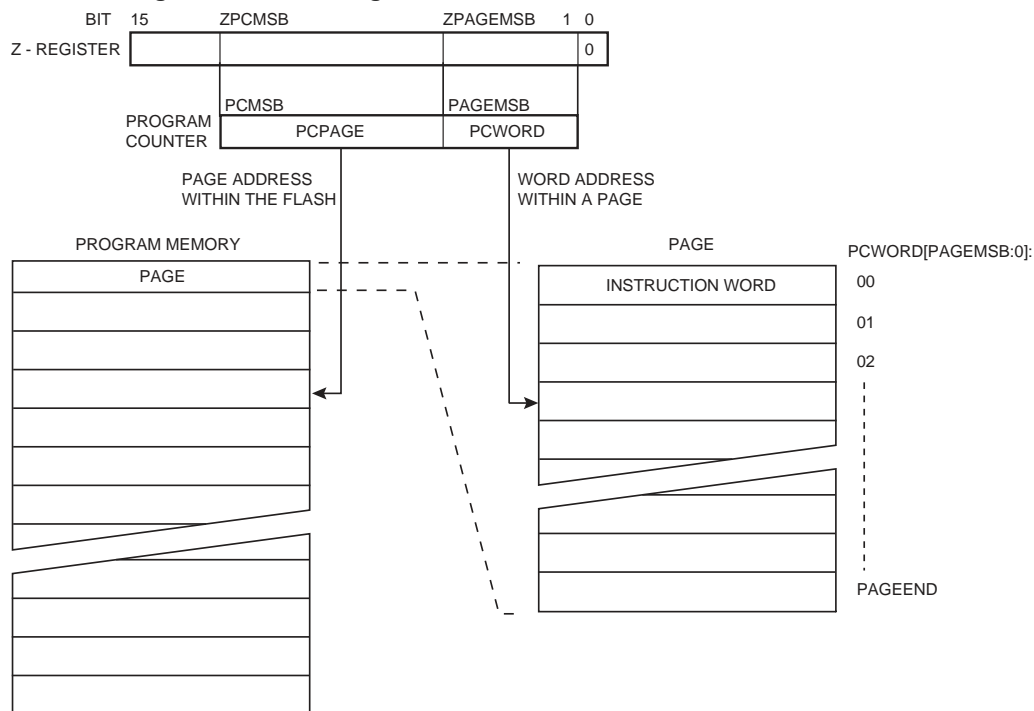 BIT 15 ZPCMSB ZPAGEMSB 1 0
Z - REGISTER 0
PCMSB PAGEMSB
PROGRAM
COUNTER
PCPAGE PCWORD
PAGE ADDRESS
WITHIN THE FLASH
WORD ADDRESS
WITHIN A PAGE
PROGRAM MEMORY
PAGE
PAGE
PCWORD[PAGEMSB:0]:
INSTRUCTION WORD 00
01
02
PAGEEND